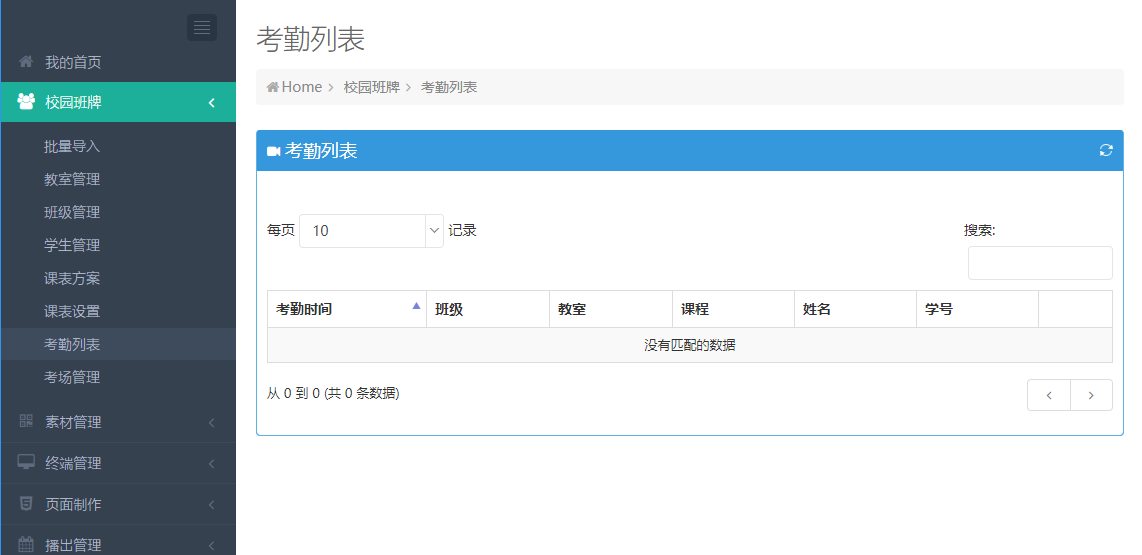 我的首页
校园班牌
批量导入
教室管理
班级管理
学生管理
课表方案
课表设置
考勤列表
考场管理
素材管理
终端管理
页面制作
播出管理
考勤列表
Home 校园班牌 考勤列表
考勤列表
每页 10 记录
搜索:
考勤时间 班级 教室 课程 姓名 学号
没有匹配的数据
从 0 到 0 (共 0 条数据)